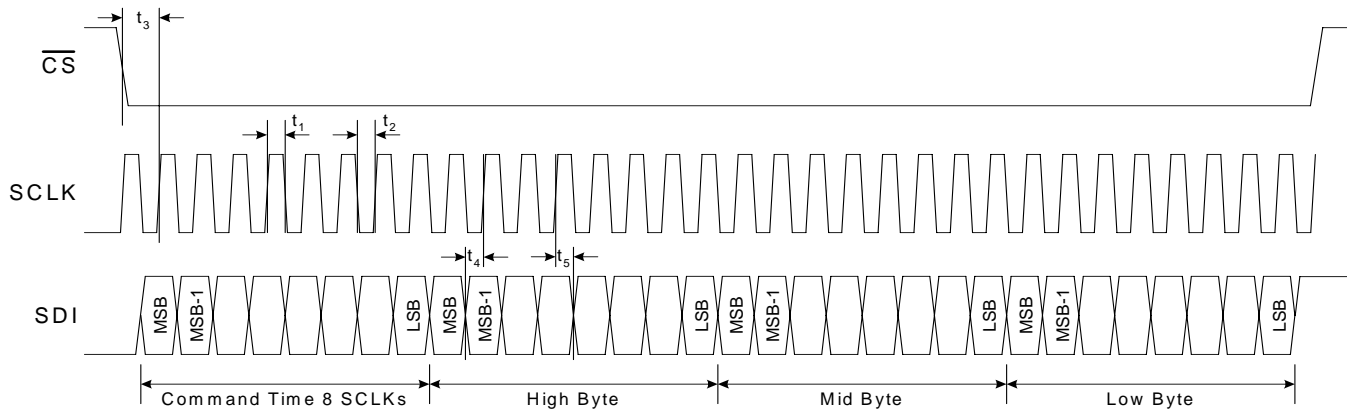 t3
CS
t1
t2
SCLK
t4
t5
SDI
MSB
MSB-1
LSB
MSB
MSB-1
LSB
MSB
MSB-1
LSB
MSB
MSB-1
LSB
Command Time 8 SCLKs
High Byte
Mid Byte
Low Byte